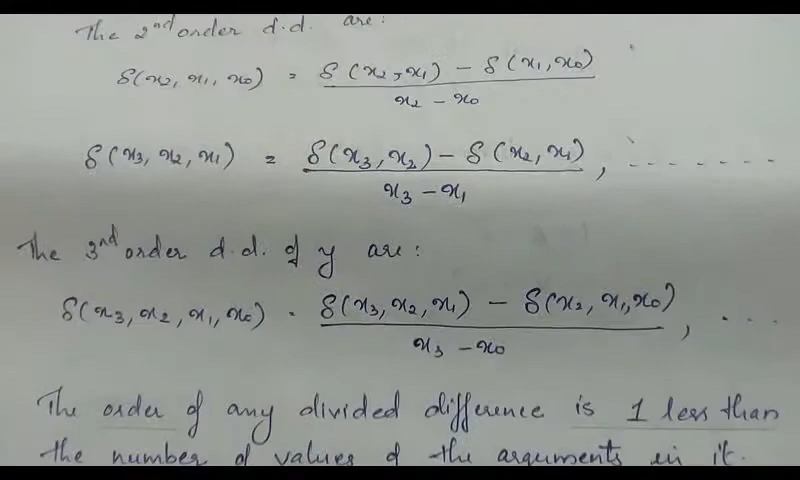 The 2nd order d.d. are:
δ(x2, x1, x0) = δ(x2, x1) - δ(x1, x0) / x2 - x0
δ(x3, x2, x1) = δ(x3, x2) - δ(x2, x1) / x3 - x1, .......
The 3nd order d.d. of y are:
δ(x3, x2, x1, x0) = δ(x3, x2, x1) - δ(x2, x1, x0) / x3 - x0, ...
The order of any divided difference is 1 less than
the number of values of the arguments in it.